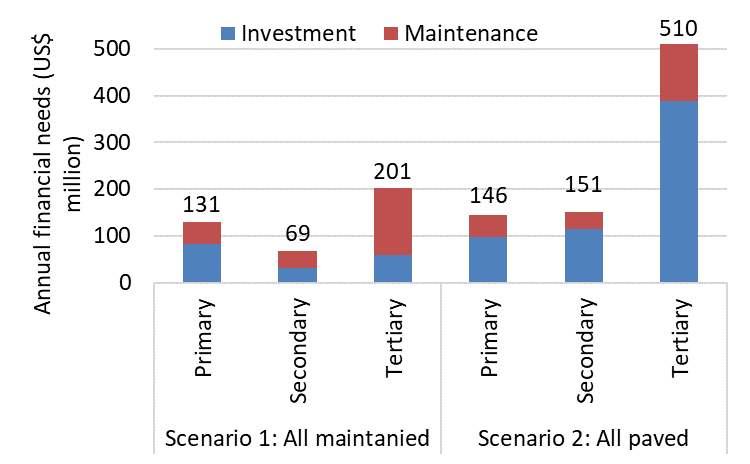 Investment
Maintenance
Annual financial needs (US$
million)
500
400
300
200
100
0
131
69
201
146
151
510
Primary
Secondary
Tertiary
Primary
Secondary
Tertiary
Scenario 1: All maintanied
Scenario 2: All paved